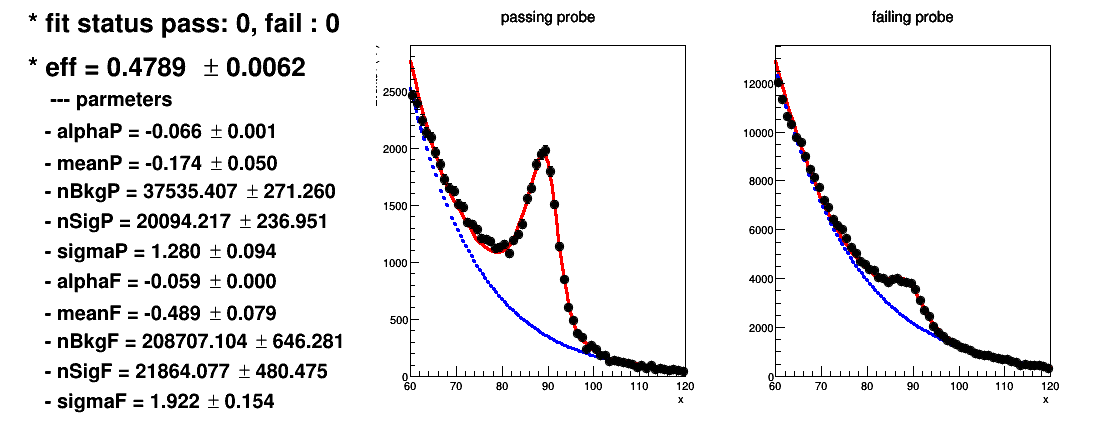 * fit status pass: 0, fail : 0
* eff = 0.4789 ± 0.0062
--- parmeters
- alphaP = -0.066 ± 0.001
- meanP = -0.174 ± 0.050
- nBkgP = 37535.407 ± 271.260
- nSigP = 20094.217 ± 236.951
- sigmaP = 1.280 ± 0.094
- alphaF = -0.059 ± 0.000
- meanF = -0.489 ± 0.079
- nBkgF = 208707.104 ± 646.281
- nSigF = 21864.077 ± 480.475
- sigmaF = 1.922 ± 0.154
passing probe
2500
2000
1500
1000
500
0
60 70 80 90 100 110 120
x
failing probe
12000
10000
8000
6000
4000
2000
0
60 70 80 90 100 110 120
x